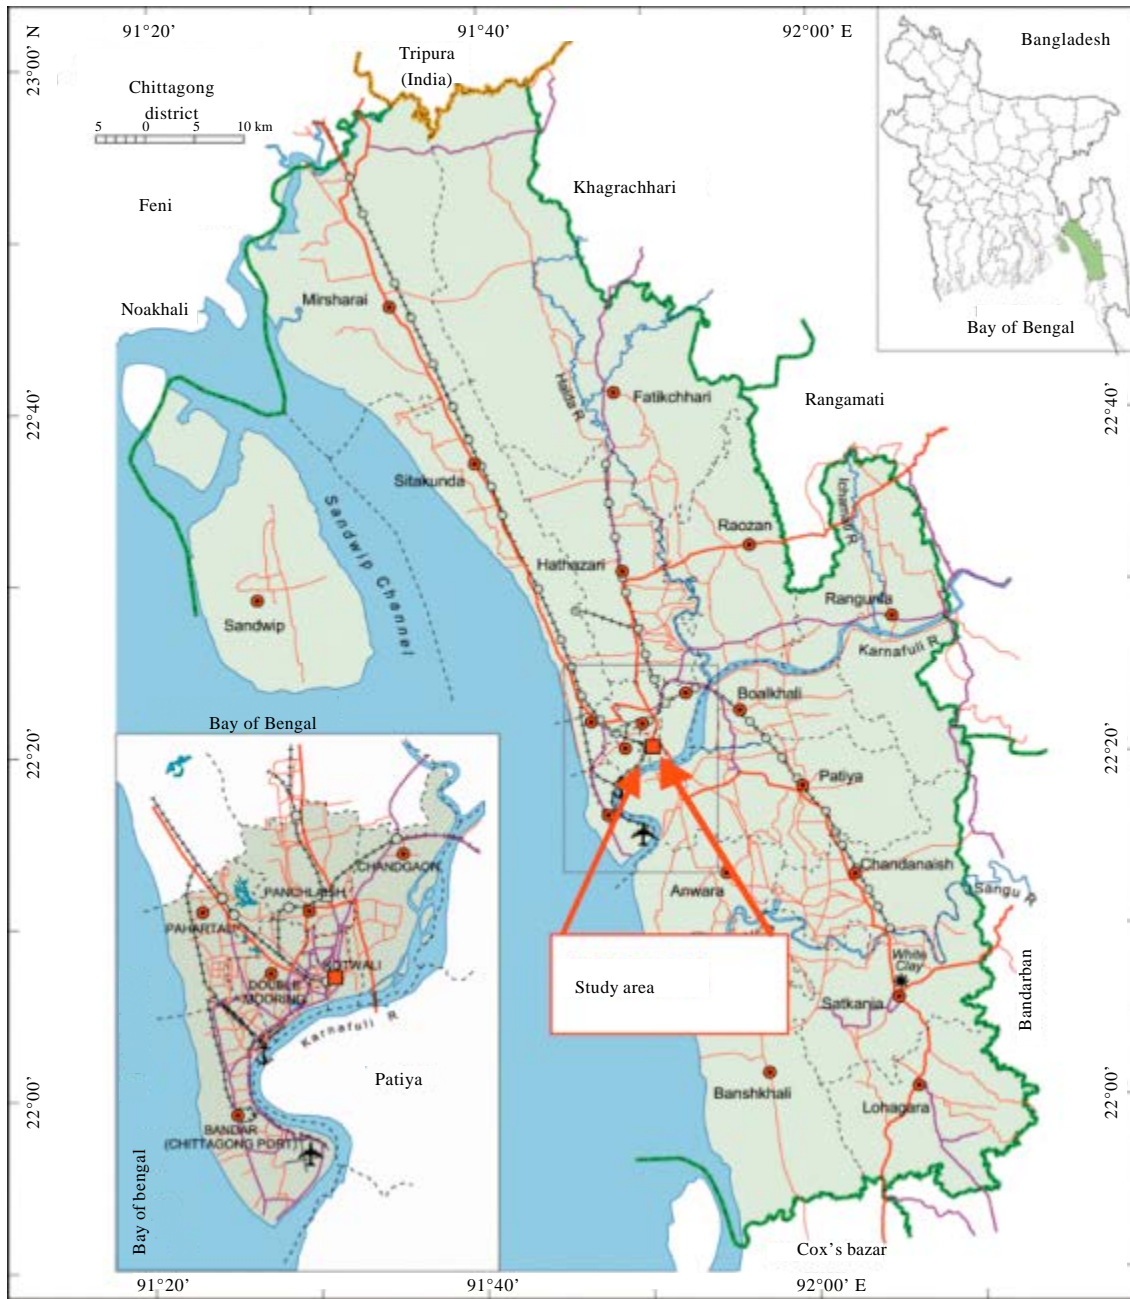 91°20’
91°40’
92°00’ E
23°00’ N
Tripura
(India)
Bangladesh
Chittagong
district
5 0 5 10 km
Khagrachhari
Feni
Mirsharai
Noakhali
Bay of Bengal
Halda R
Fatikchhari
Rangamati
22°40’
22°40’
Sitakunda
Ichamati R
Sandwip Channel
Raozan
Hathazari
Rangunia
Sandwip
Karnafuli R
Boalkhali
Bay of Bengal
22°20’
22°20’
Patiya
CHANDGAON
Chandanaish
PANCHLAISH
Anwara
Sangu R
PAHARTALI
KOTWALI
White
Clay
DOUBLE
MOORING
Study area
Satkania
Bandarban
Karnafuli R
Patiya
Banshkhali
Lohagara
22°00’
22°00’
BANDAR
(CHITTAGONG PORT)
Bay of bengal
Cox’s bazar
91°20’
91°40’
92°00’ E